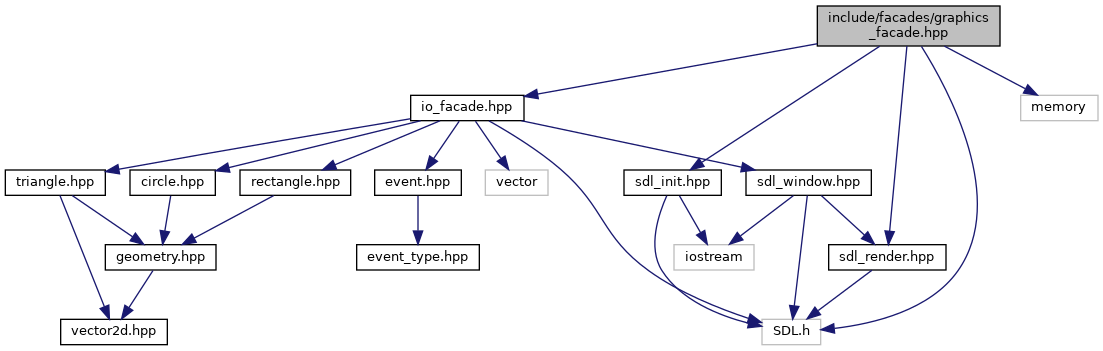 include/facades/graphics
_facade.hpp
io_facade.hpp
memory
triangle.hpp
circle.hpp
rectangle.hpp
event.hpp
vector
sdl_init.hpp
sdl_window.hpp
geometry.hpp
event_type.hpp
iostream
sdl_render.hpp
vector2d.hpp
SDL.h